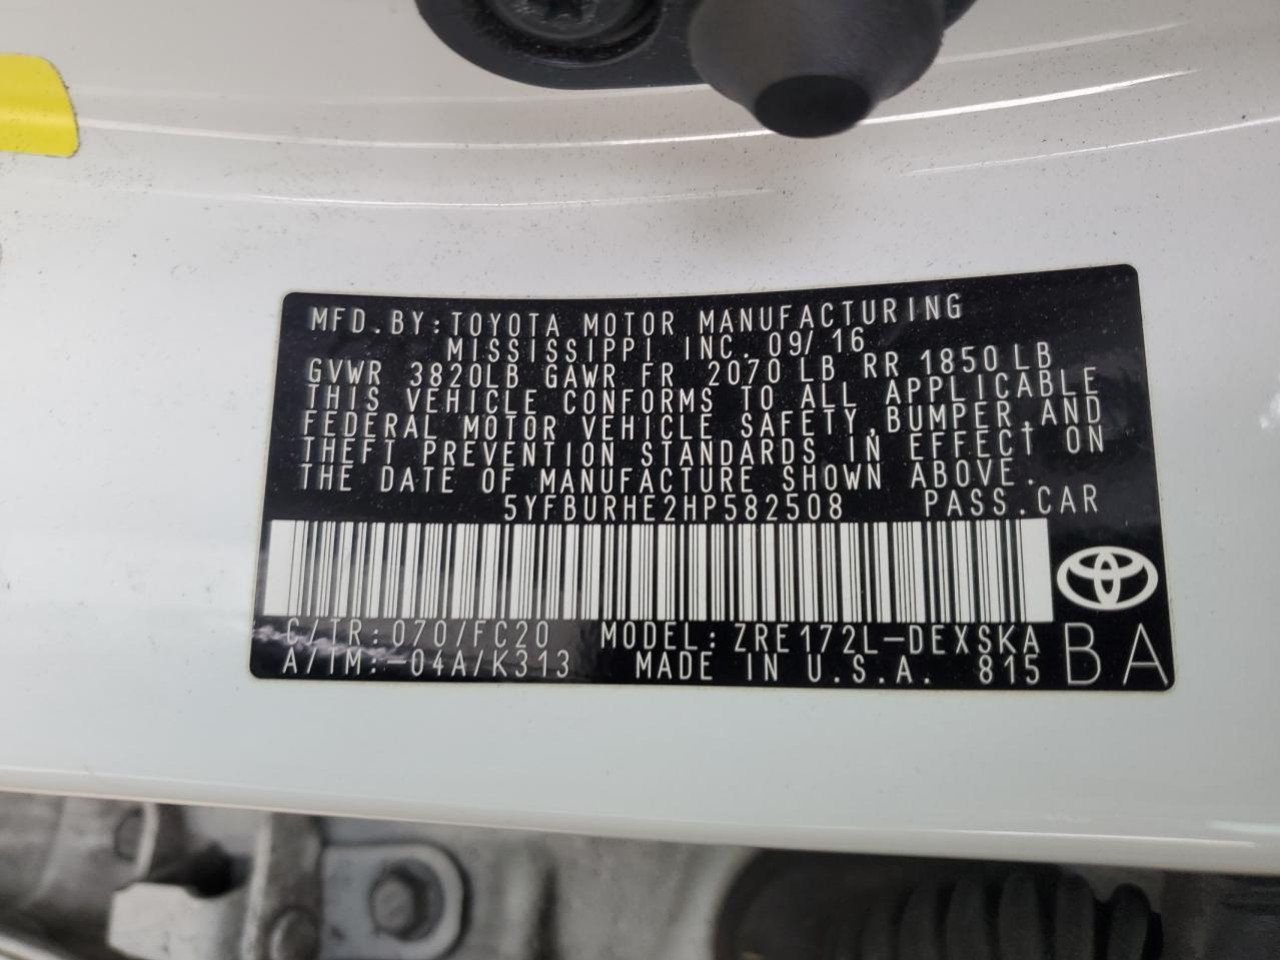 MFD.BY:TOYOTA MOTOR MANUFACTURING
MISSISSIPPI INC. 09/16
GVWR 3820LB GAWR FR 2070 LB RR 1850 LB
THIS VEHICLE CONFORMS TO ALL APPLICABLE
FEDERAL MOTOR VEHICLE SAFETY,BUMPER,AND
THEFT PREVENTION STANDARDS IN EFFECT ON
THE DATE OF MANUFACTURE SHOWN ABOVE.
5YFBURHE2HP582508 PASS.CAR
C/TR:070/FC20 MODEL:ZRE172L-DEXSKA
A/TM:-04A/K313 MADE IN U.S.A. 815 BA